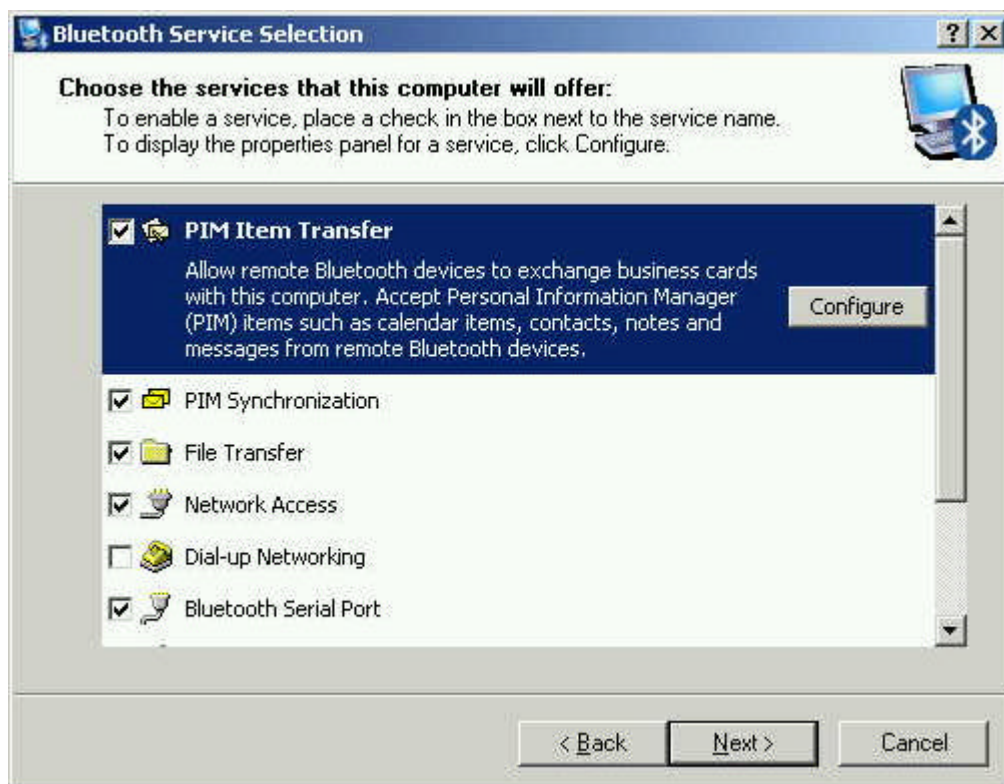 Bluetooth Service Selection
Choose the services that this computer will offer:
To enable a service, place a check in the box next to the service name.
To display the properties panel for a service, click Configure.
PIM Item Transfer
Allow remote Bluetooth devices to exchange business cards
with this computer. Accept Personal Information Manager
(PIM) items such as calendar items, contacts, notes and
messages from remote Bluetooth devices.
Configure
PIM Synchronization
File Transfer
Network Access
Dial-up Networking
Bluetooth Serial Port
< Back
Next >
Cancel